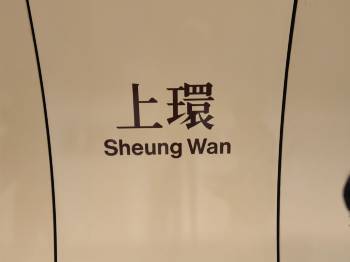 上環
Sheung Wan